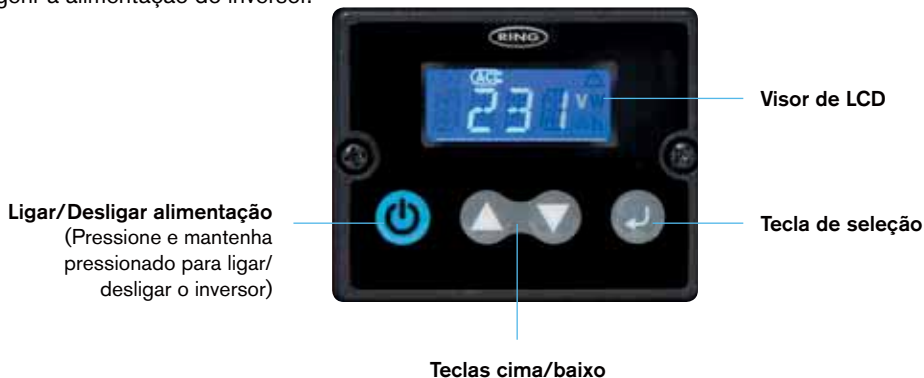 a alimentação do inversor.
RING
AC
231 V
Visor de LCD
Ligar/Desligar alimentação
(Pressione e mantenha
pressionado para ligar/
desligar o inversor)
Tecla de seleção
Teclas cima/baixo